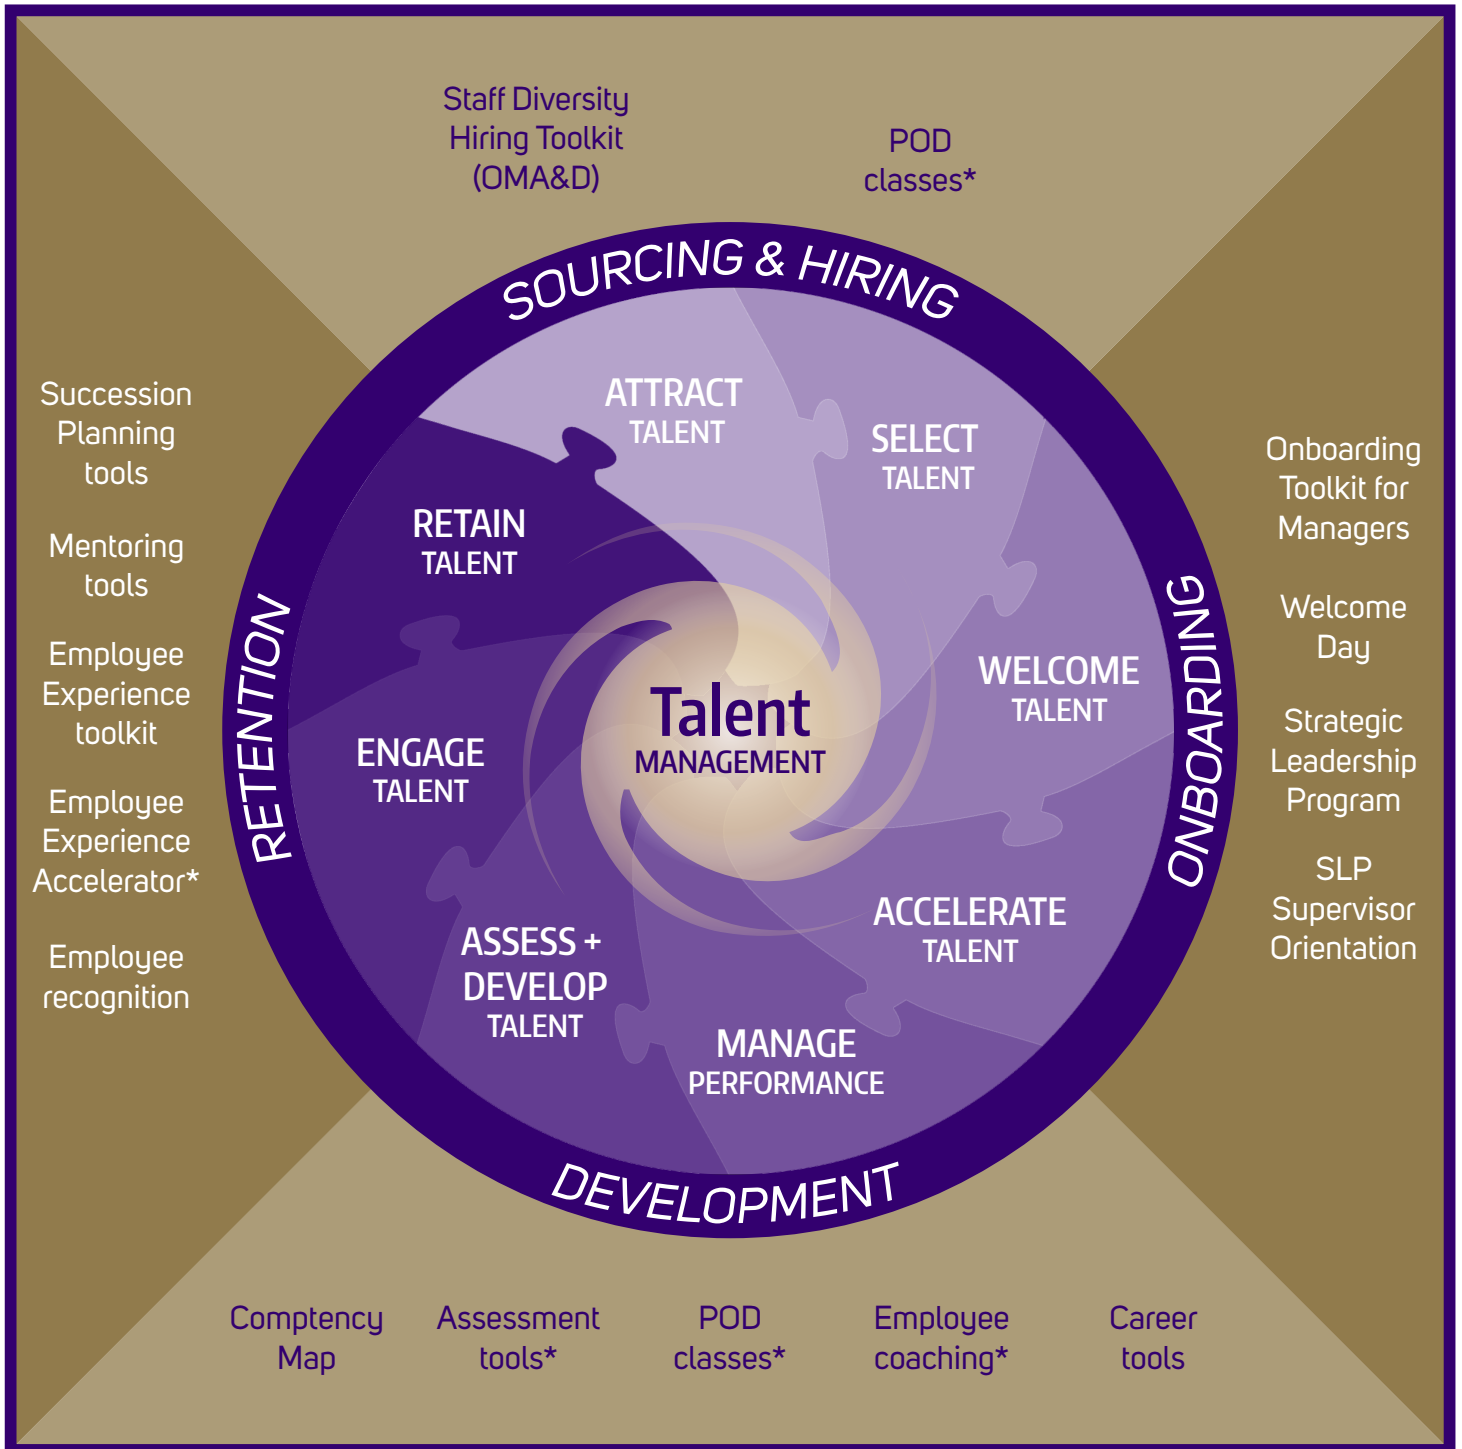 Staff Diversity
Hiring Toolkit
(OMA&D)
POD
classes*
SOURCING & HIRING
ATTRACT
TALENT
SELECT
TALENT
WELCOME
TALENT
ACCELERATE
TALENT
MANAGE
PERFORMANCE
ASSESS +
DEVELOP
TALENT
ENGAGE
TALENT
RETAIN
TALENT
Talent
MANAGEMENT
ONBOARDING
Onboarding
Toolkit for
Managers
Welcome
Day
Strategic
Leadership
Program
SLP
Supervisor
Orientation
DEVELOPMENT
Comptency
Map
Assessment
tools*
POD
classes*
Employee
coaching*
Career
tools
RETENTION
Succession
Planning
tools
Mentoring
tools
Employee
Experience
toolkit
Employee
Experience
Accelerator*
Employee
recognition